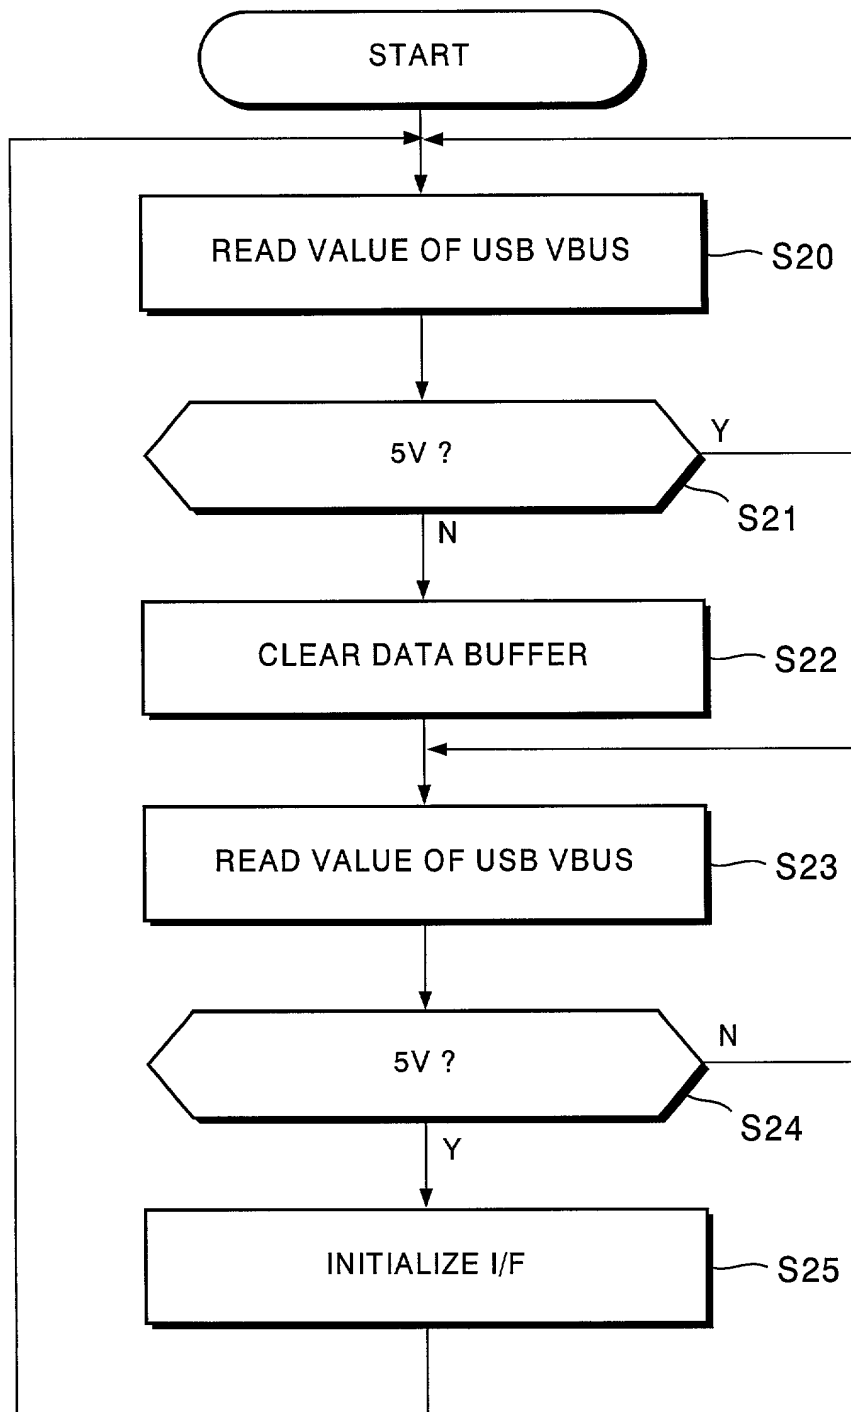 START
READ VALUE OF USB VBUS
S20
5V ?
Y
S21
N
CLEAR DATA BUFFER
S22
READ VALUE OF USB VBUS
S23
5V ?
N
S24
Y
INITIALIZE I/F
S25